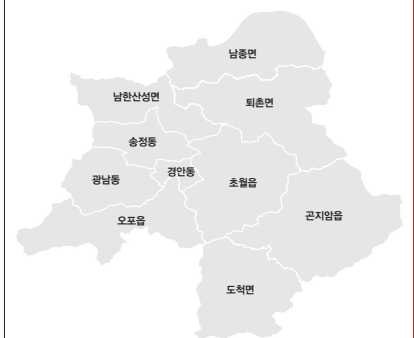 남종면
남한산성면
퇴촌면
송정동
경안동
광남동
초월읍
오포읍
곤지암읍
도척면